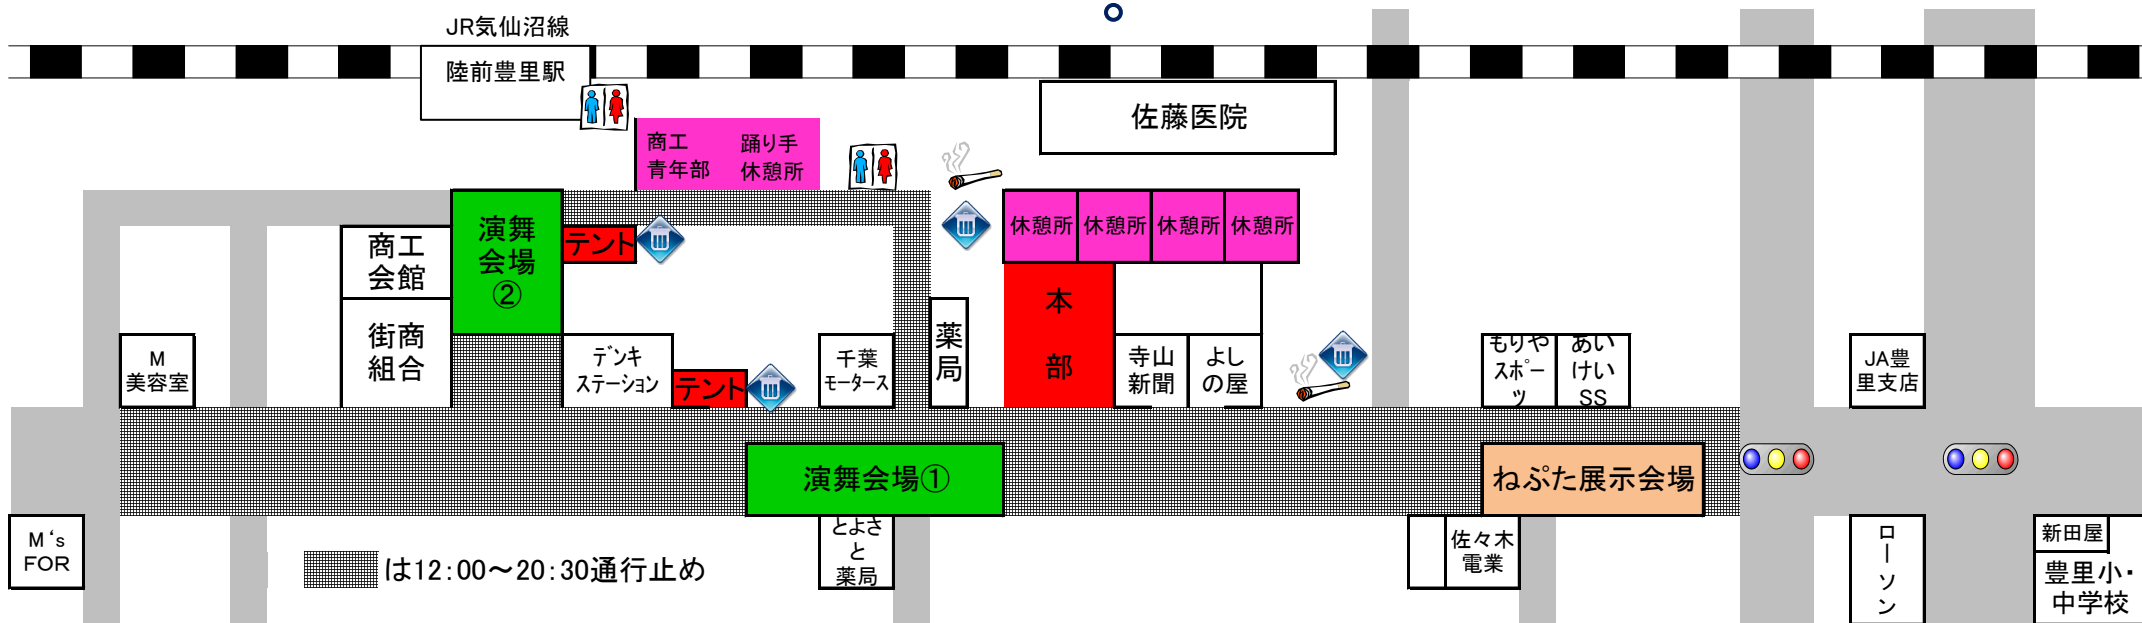 JR気仙沼線
陸前豊里駅
佐藤医院
商工
青年部
踊り手
休憩所
演舞
会場
②
テント
休憩所
休憩所
休憩所
休憩所
商工
会館
街商
組合
本
部
M
美容室
ﾃﾞﾝｷ
ｽﾃｰｼｮﾝ
テント
千葉
ﾓｰﾀｰｽ
薬
局
寺山
新聞
よし
の屋
もりや
ｽﾎﾟｰ
ツ
あい
けい
SS
JA豊
里支店
演舞会場①
ねぷた展示会場
M‘s
FOR
は12：00～20：30通行止め
とよさ
と
薬局
佐々木
電業
ローソン
新田屋
豊里小・
中学校